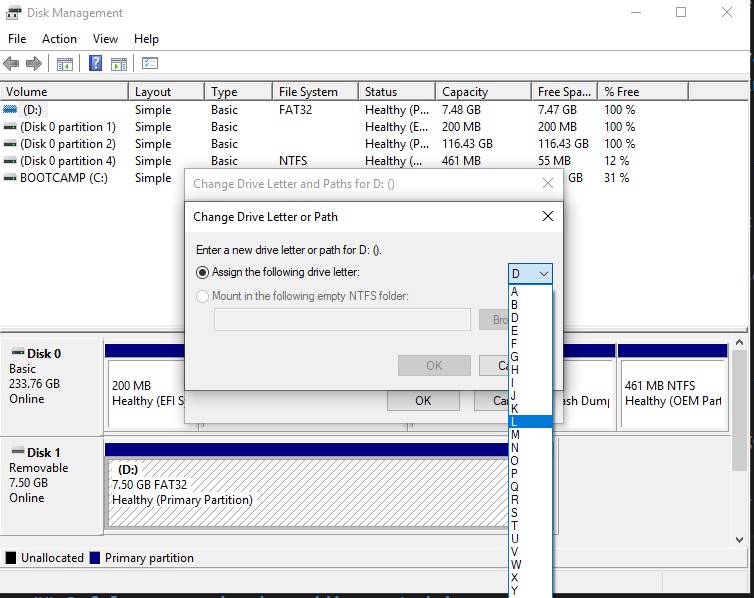 Disk Management
File Action View Help
Volume Layout Type File System Status Capacity Free Spa... % Free
(D:) Simple Basic FAT32 Healthy (P... 7.48 GB 7.47 GB 100 %
(Disk 0 partition 1) Simple Basic Healthy (E... 200 MB 200 MB 100 %
(Disk 0 partition 2) Simple Basic Healthy (P... 116.43 GB 116.43 GB 100 %
(Disk 0 partition 4) Simple Basic NTFS Healthy (... 461 MB 55 MB 12 %
BOOTCAMP (C:) Simple GB 31 %
Change Drive Letter and Paths for D: ()
Change Drive Letter or Path
Enter a new drive letter or path for D: ().
Assign the following drive letter:
D
Mount in the following empty NTFS folder:
Bro
OK
Ca
OK
Can
A
B
D
E
F
G
H
I
J
K
L
M
N
O
P
Q
R
S
T
U
V
W
X
Y
Disk 0
Basic
233.76 GB
Online
200 MB
Healthy (EFI S
ash Dump
461 MB NTFS
Healthy (OEM Part
Disk 1
Removable
7.50 GB
Online
(D:)
7.50 GB FAT32
Healthy (Primary Partition)
Unallocated Primary partition